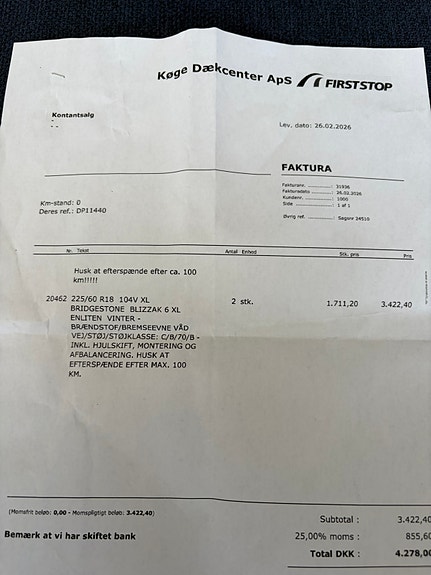 Køge Dækcenter ApS FIRSTSTOP
Kontantsalg
- -
Lev. dato: 26.02.2026
FAKTURA
Fakturanr. ............: 31936
Fakturadato ..........: 26.02.2026
Kundenr. ..............: 1000
Side ..................: 1 af 1
Øvrig ref. ............: Sagsnr 24510
Km-stand: 0
Deres ref.: DP11440
Nr. Tekst Antal Enhed Stk. pris Pris
Husk at efterspænde efter ca. 100
km!!!!!
20462 225/60 R18 104V XL 2 stk. 1.711,20 3.422,40
BRIDGESTONE BLIZZAK 6 XL
ENLITEN VINTER -
BRÆNDSTOF/BREMSEEVNE VÅD
VEJ/STØJ/STØJKLASSE: C/B/70/B -
INKL. HJULSKIFT, MONTERING OG
AFBALANCERING. HUSK AT
EFTERSPÆNDE EFTER MAX. 100
KM.
(Momsfrit beløb: 0,00 - Momspligtigt beløb: 3.422,40)
Subtotal : 3.422,40
Bemærk at vi har skiftet bank
25,00% moms : 855,60
Total DKK : 4.278,00